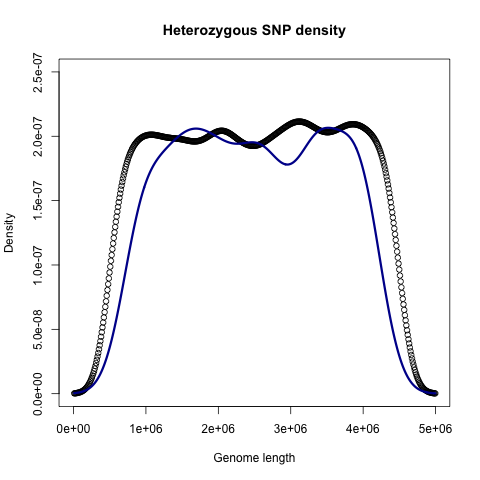 Heterozygous SNP density
2.5e-07
2.0e-07
1.5e-07
1.0e-07
5.0e-08
0.0e+00
Density
0e+00 1e+06 2e+06 3e+06 4e+06 5e+06
Genome length